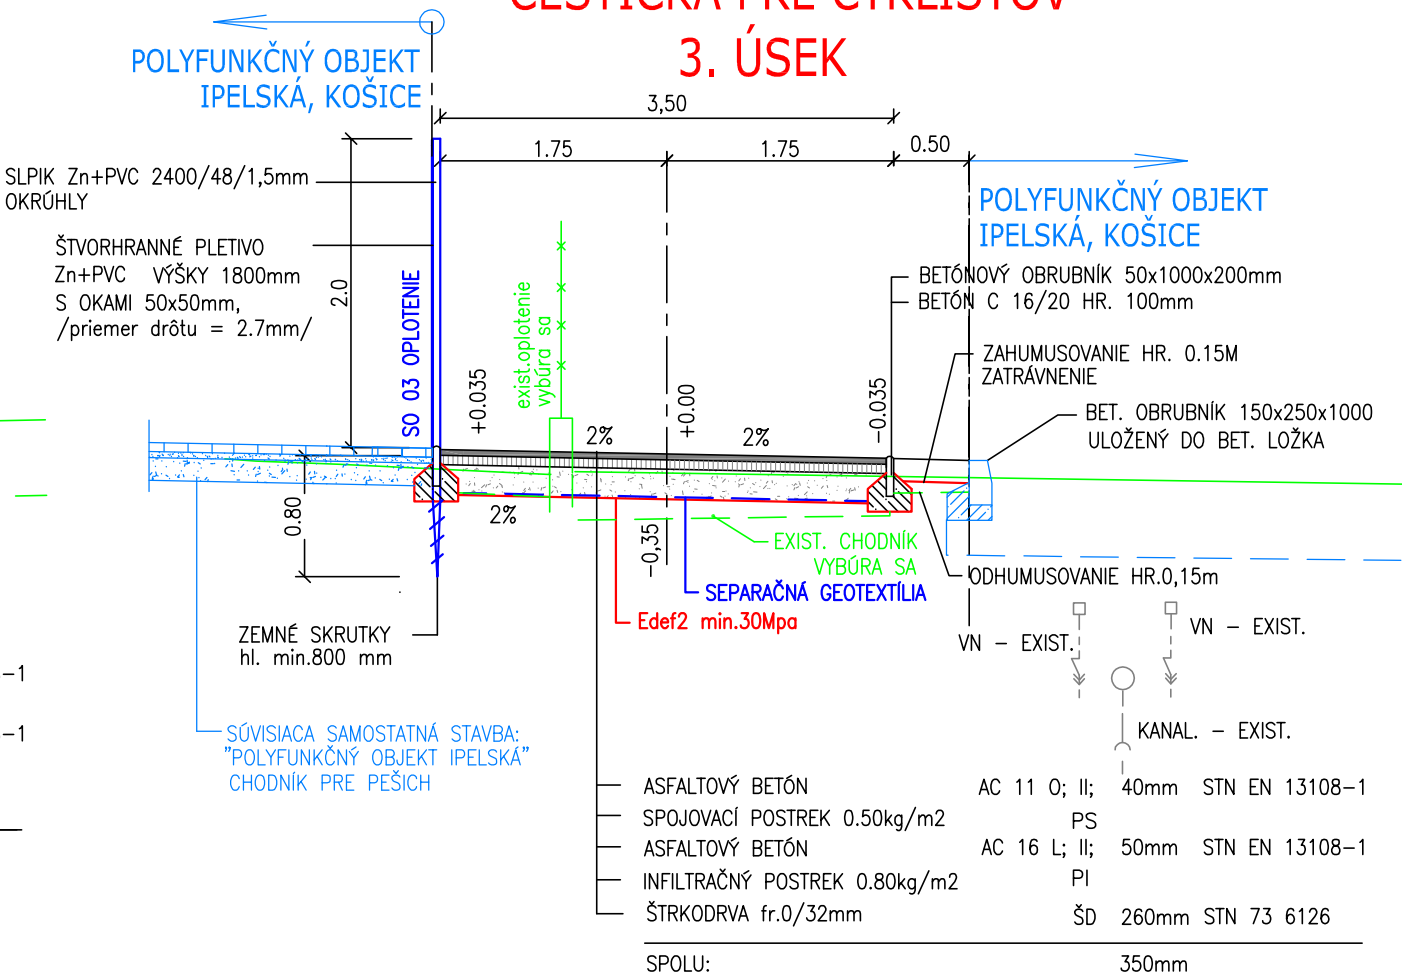 CESTIČKA PRE CYKLISTOV
3. ÚSEK
POLYFUNKČNÝ OBJEKT
IPELSKÁ, KOŠICE
3,50
1.75
1.75
0.50
SLPIK Zn+PVC 2400/48/1,5mm
OKRÚHLY
POLYFUNKČNÝ OBJEKT
IPELSKÁ, KOŠICE
ŠTVORHRANNÉ PLETIVO
Zn+PVC VÝŠKY 1800mm
S OKAMI 50x50mm,
/priemer drôtu = 2.7mm/
2.0
SO 03 OPLOTENIE
exist.oplotenie
vybúra sa
BETÓNOVÝ OBRUBNÍK 50x1000x200mm
BETÓN C 16/20 HR. 100mm
ZAHUMUSOVANIE HR. 0.15M
ZATRÁVNENIE
BET. OBRUBNÍK 150x250x1000
ULOŽENÝ DO BET. LOŽKA
+0.035
+0.00
-0.035
2%
2%
0.80
2%
-0,35
EXIST. CHODNÍK
VYBÚRA SA
SEPARAČNÁ GEOTEXTÍLIA
Edef2 min.30Mpa
ODHUMUSOVANIE HR.0,15m
ZEMNÉ SKRUTKY
hl. min.800 mm
VN - EXIST.
VN - EXIST.
KANAL. - EXIST.
-1
-1
SÚVISIACA SAMOSTATNÁ STAVBA:
"POLYFUNKČNÝ OBJEKT IPELSKÁ"
CHODNÍK PRE PEŠICH
ASFALTOVÝ BETÓN AC 11 O; II; 40mm STN EN 13108-1
SPOJOVACÍ POSTREK 0.50kg/m2 PS
ASFALTOVÝ BETÓN AC 16 L; II; 50mm STN EN 13108-1
INFILTRAČNÝ POSTREK 0.80kg/m2 PI
ŠTRKODRVA fr.0/32mm ŠD 260mm STN 73 6126
SPOLU: 350mm